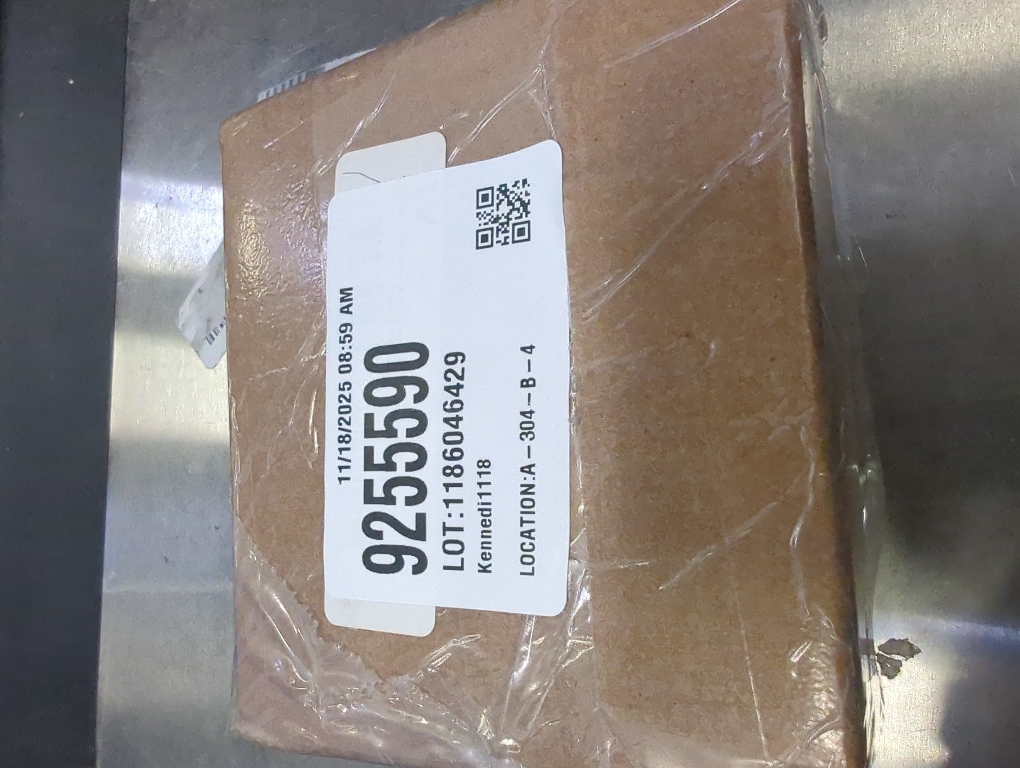 11/18/2025 08:59 AM
9255590
LOT:1186046429
Kennedi1118
LOCATION:A-304-B-4